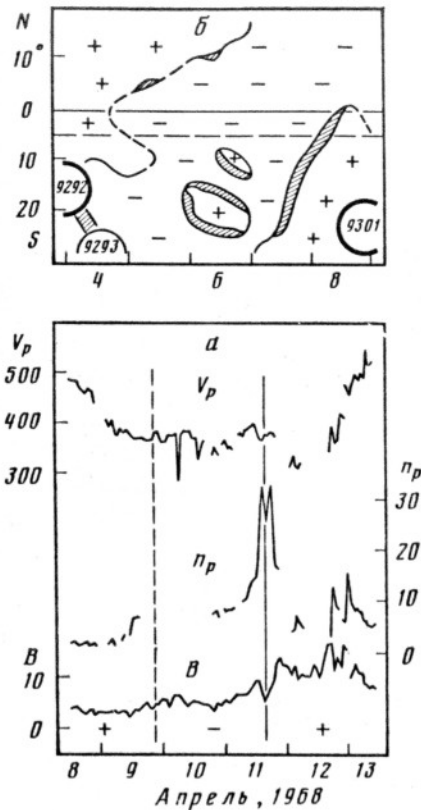 N + + б − −
10°
+ + − − −
0
+ − − −
10 − − + − +
9292
20 − + + 9301
S 9293 − − +
4 6 8
Vp а
500 Vp
400
300
np
30
20
np
10
B
0
10 B
0 + − +
8 9 10 11 12 13
Апрель, 1968